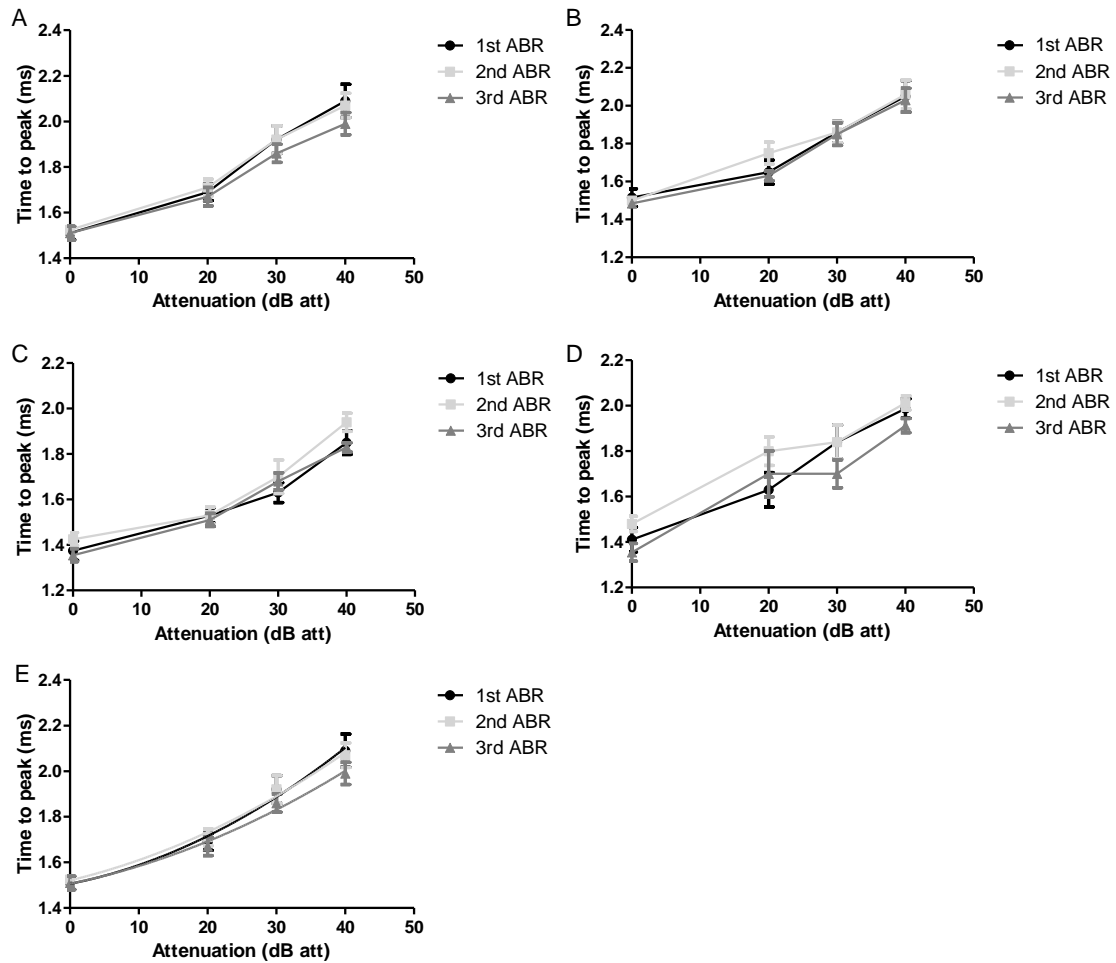 A
2.4
2.2
2.0
1.8
1.6
1.4
0 10 20 30 40 50
Time to peak (ms)
Attenuation (dB att)
1st ABR
2nd ABR
3rd ABR
B
2.4
2.2
2.0
1.8
1.6
1.4
1.2
0 10 20 30 40 50
Time to peak (ms)
Attenuation (dB att)
1st ABR
2nd ABR
3rd ABR
C
2.2
2.0
1.8
1.6
1.4
1.2
0 10 20 30 40 50
Time to peak (ms)
Attenuation (dB att)
1st ABR
2nd ABR
3rd ABR
D
2.2
2.0
1.8
1.6
1.4
1.2
0 10 20 30 40 50
Time to peak (ms)
Attenuation (dB att)
1st ABR
2nd ABR
3rd ABR
E
2.4
2.2
2.0
1.8
1.6
1.4
0 10 20 30 40 50
Time to peak (ms)
Attenuation (dB att)
1st ABR
2nd ABR
3rd ABR